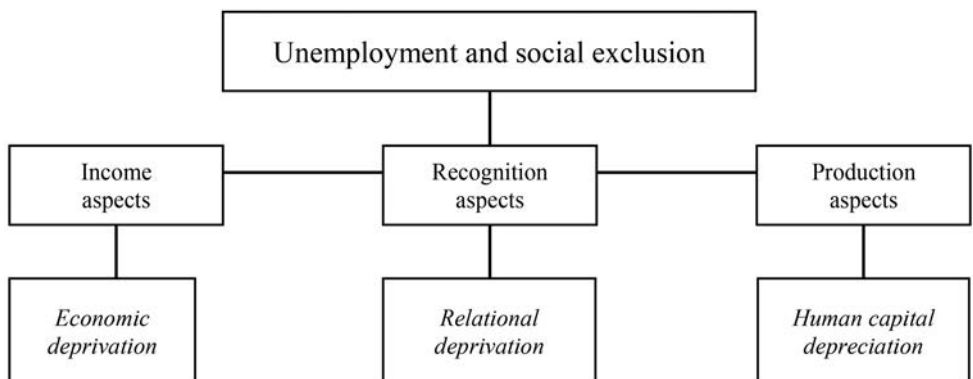 Unemployment and social exclusion
Income
aspects
Recognition
aspects
Production
aspects
Economic
deprivation
Relational
deprivation
Human capital
depreciation